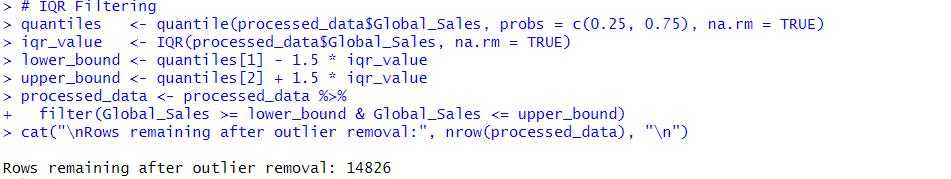 > # IQR Filtering
> quantiles   <- quantile(processed_data$Global_Sales, probs = c(0.25, 0.75), na.rm = TRUE)
> iqr_value   <- IQR(processed_data$Global_Sales, na.rm = TRUE)
> lower_bound <- quantiles[1] - 1.5 * iqr_value
> upper_bound <- quantiles[2] + 1.5 * iqr_value
> processed_data <- processed_data %>%
+   filter(Global_Sales >= lower_bound & Global_Sales <= upper_bound)
> cat("\nRows remaining after outlier removal:", nrow(processed_data), "\n")
Rows remaining after outlier removal: 14826